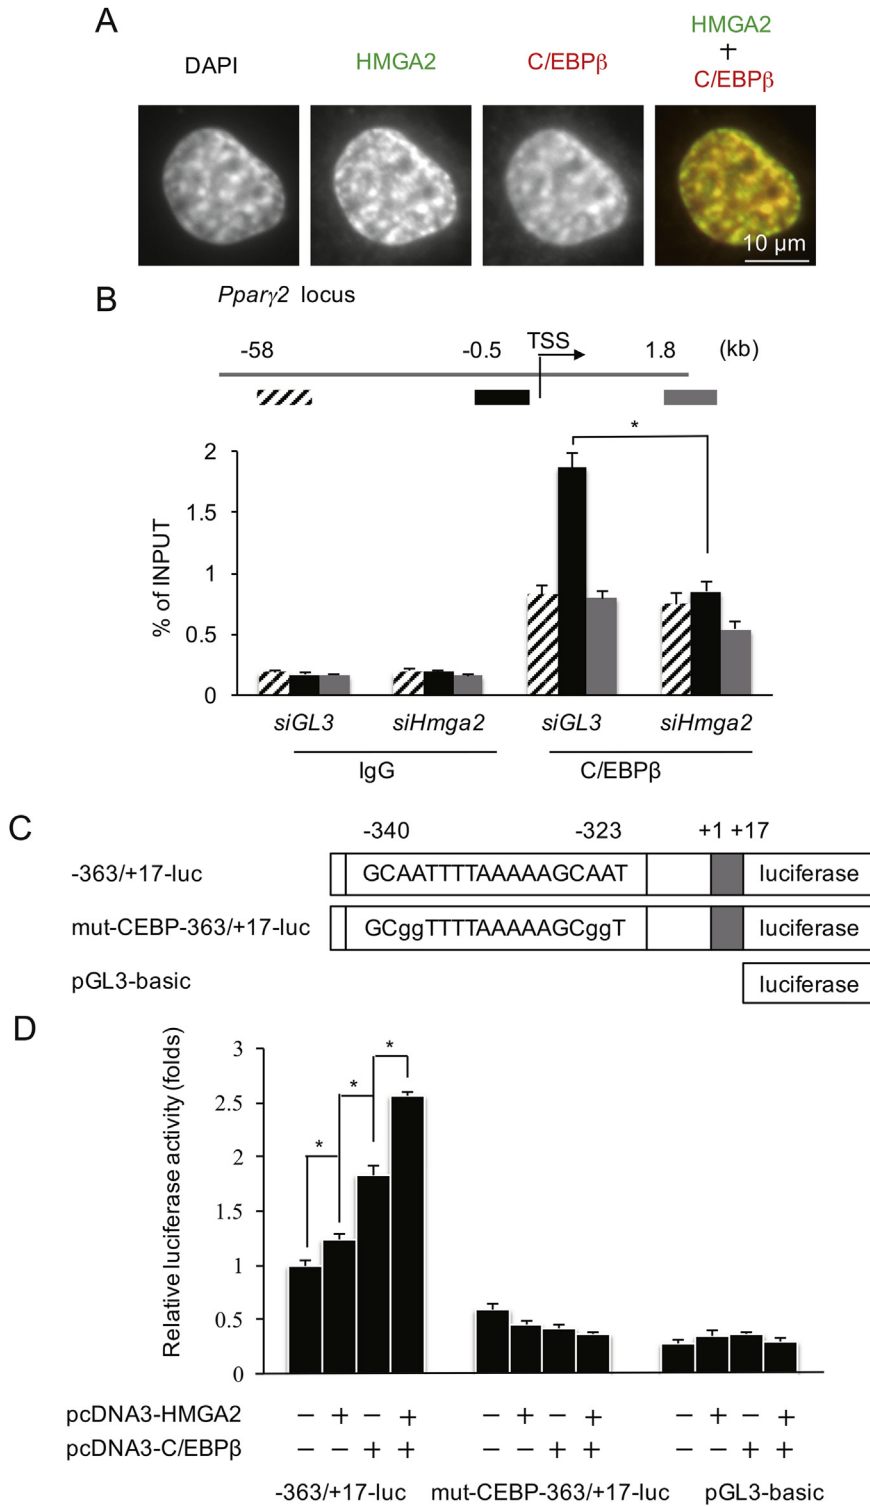 A
DAPI
HMGA2
C/EBPβ
HMGA2
+
C/EBPβ
10 μm
B
Pparγ2 locus
-58 -0.5 TSS 1.8 (kb)
*
% of INPUT
2
1.5
1
0.5
0
siGL3 siHmga2 siGL3 siHmga2
IgG C/EBPβ
C
-340 -323 +1 +17
-363/+17-luc GCAATTTTAAAAAGCAAT luciferase
mut-CEBP-363/+17-luc GCggTTTTAAAAAGCggT luciferase
pGL3-basic luciferase
D
Relative luciferase activity (folds)
3
2.5
2
1.5
1
0.5
0
* * *
pcDNA3-HMGA2 − + − + − + − + − + − +
pcDNA3-C/EBPβ − − + + − − + + − − + +
-363/+17-luc mut-CEBP-363/+17-luc pGL3-basic